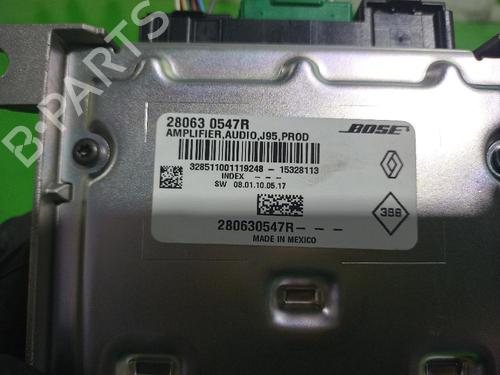 28063 0547R
AMPLIFIER,AUDIO,J95,PROD
BOSE
328511001119248 - 15328113
INDEX - - -
SW 08.01.10.05.17
398
280630547R- - -
MADE IN MEXICO
B-PARTS